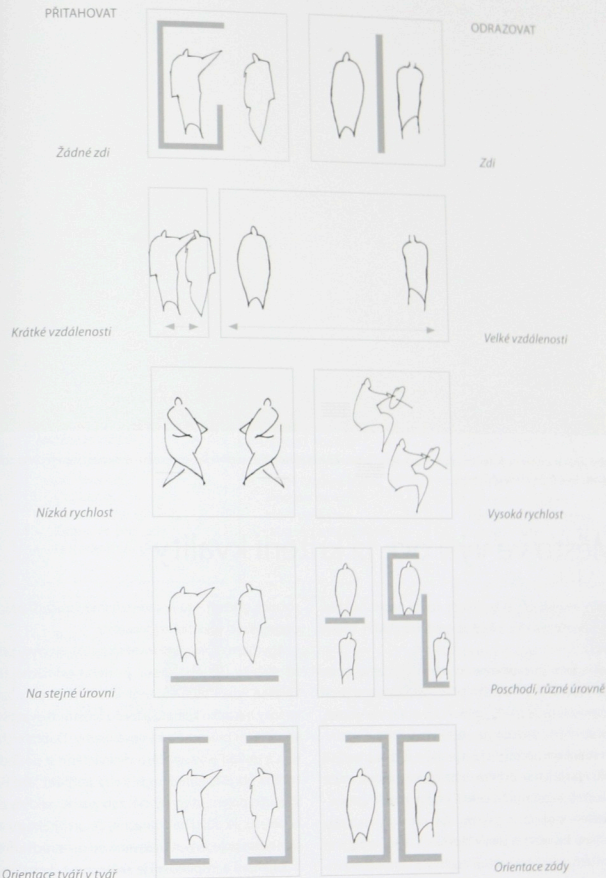 PŘITAHOVAT
ODRAZOVAT
Žádné zdi
Zdi
Krátké vzdálenosti
Velké vzdálenosti
Nízká rychlost
Vysoká rychlost
Na stejné úrovni
Poschodí, různé úrovně
Orientace tváří v tvář
Orientace zády